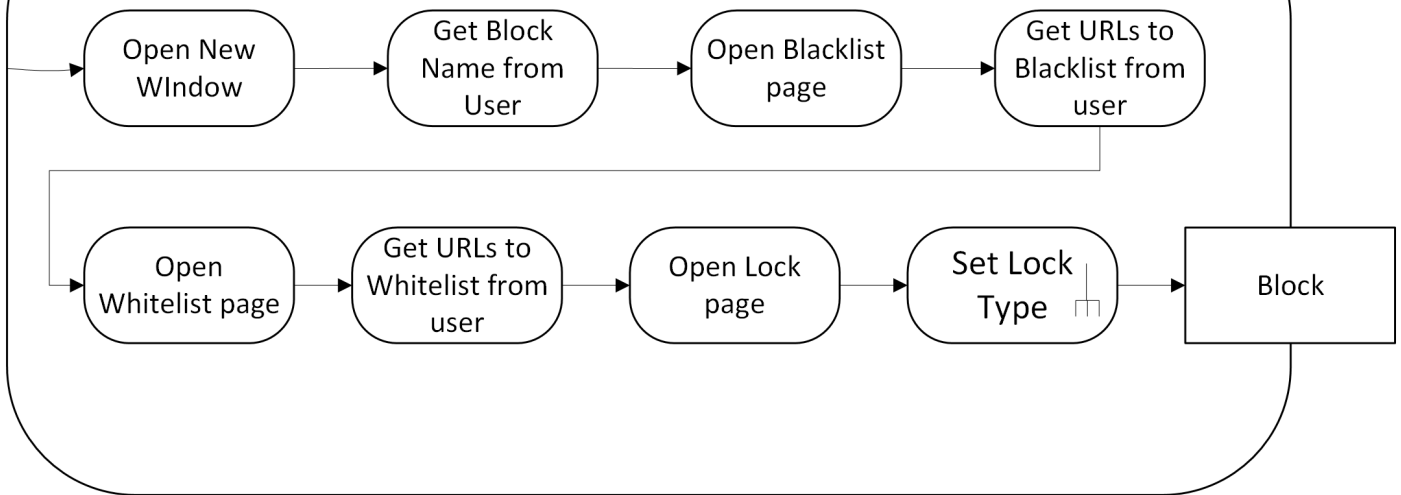 Open New
WIndow
Get Block
Name from
User
Open Blacklist
page
Get URLs to
Blacklist from
user
Open
Whitelist page
Get URLs to
Whitelist from
user
Open Lock
page
Set Lock
Type
Block